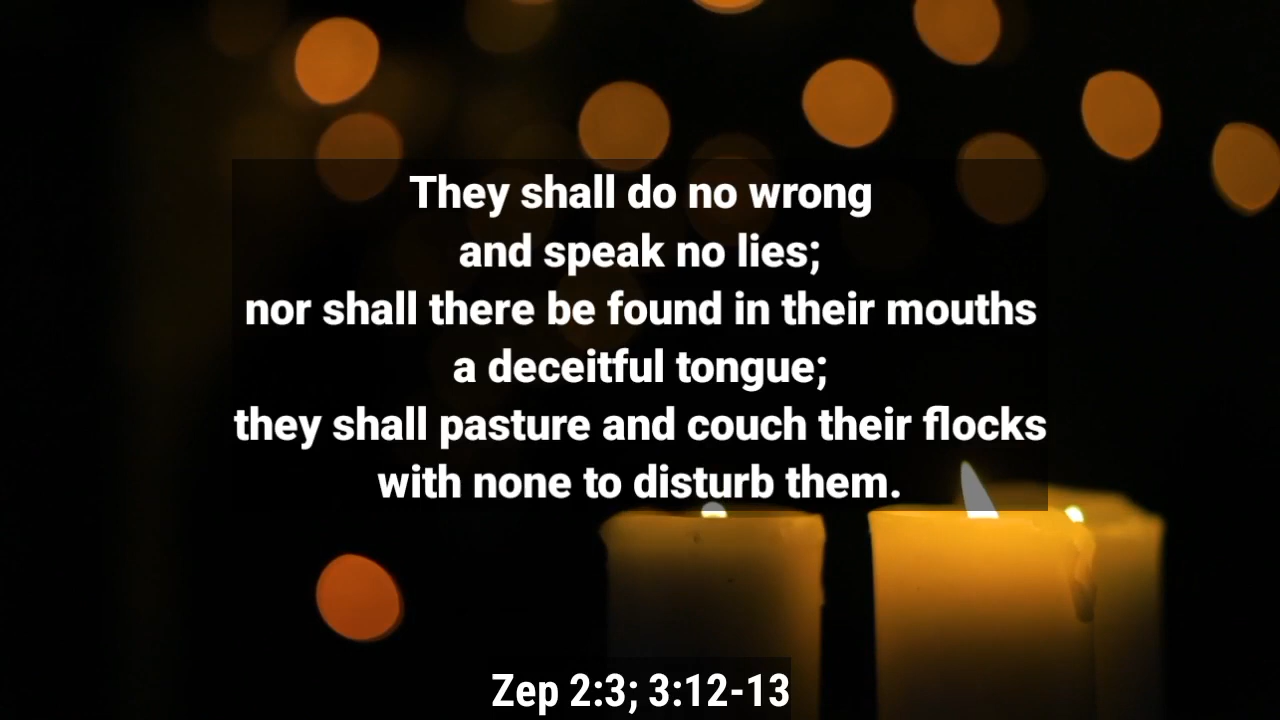 They shall do no wrong
and speak no lies;
nor shall there be found in their mouths
a deceitful tongue;
they shall pasture and couch their flocks
with none to disturb them.
Zep 2:3; 3:12-13